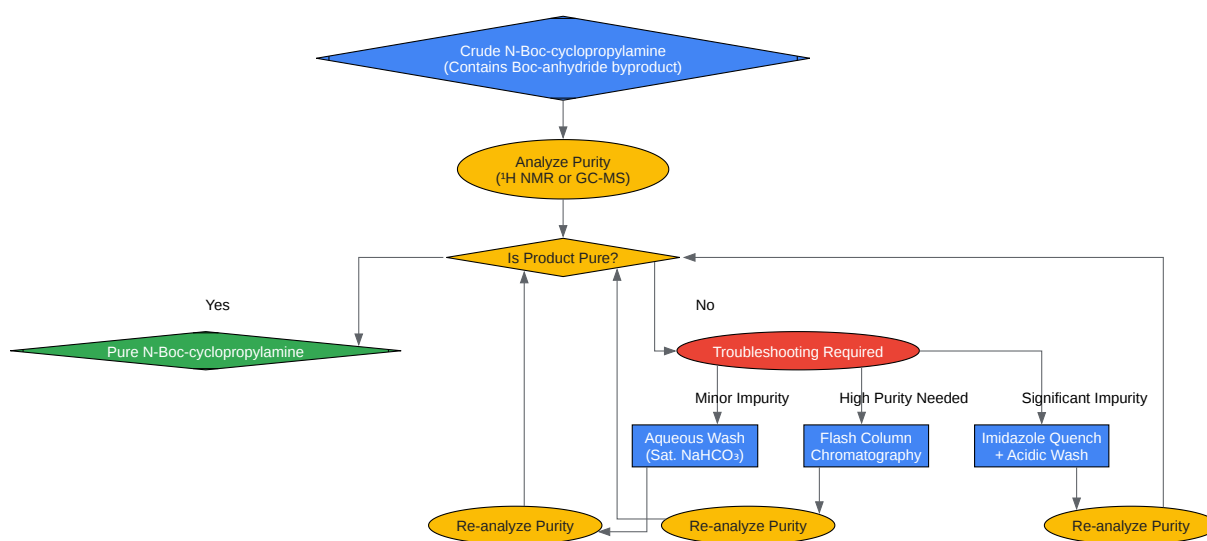 Crude N-Boc-cyclopropylamine
(Contains Boc-anhydride byproduct)
Analyze Purity
(¹H NMR or GC-MS)
Is Product Pure?
Yes
No
Pure N-Boc-cyclopropylamine
Troubleshooting Required
Minor Impurity
High Purity Needed
Significant Impurity
Aqueous Wash
(Sat. NaHCO₃)
Flash Column
Chromatography
Imidazole Quench
+ Acidic Wash
Re-analyze Purity
Re-analyze Purity
Re-analyze Purity